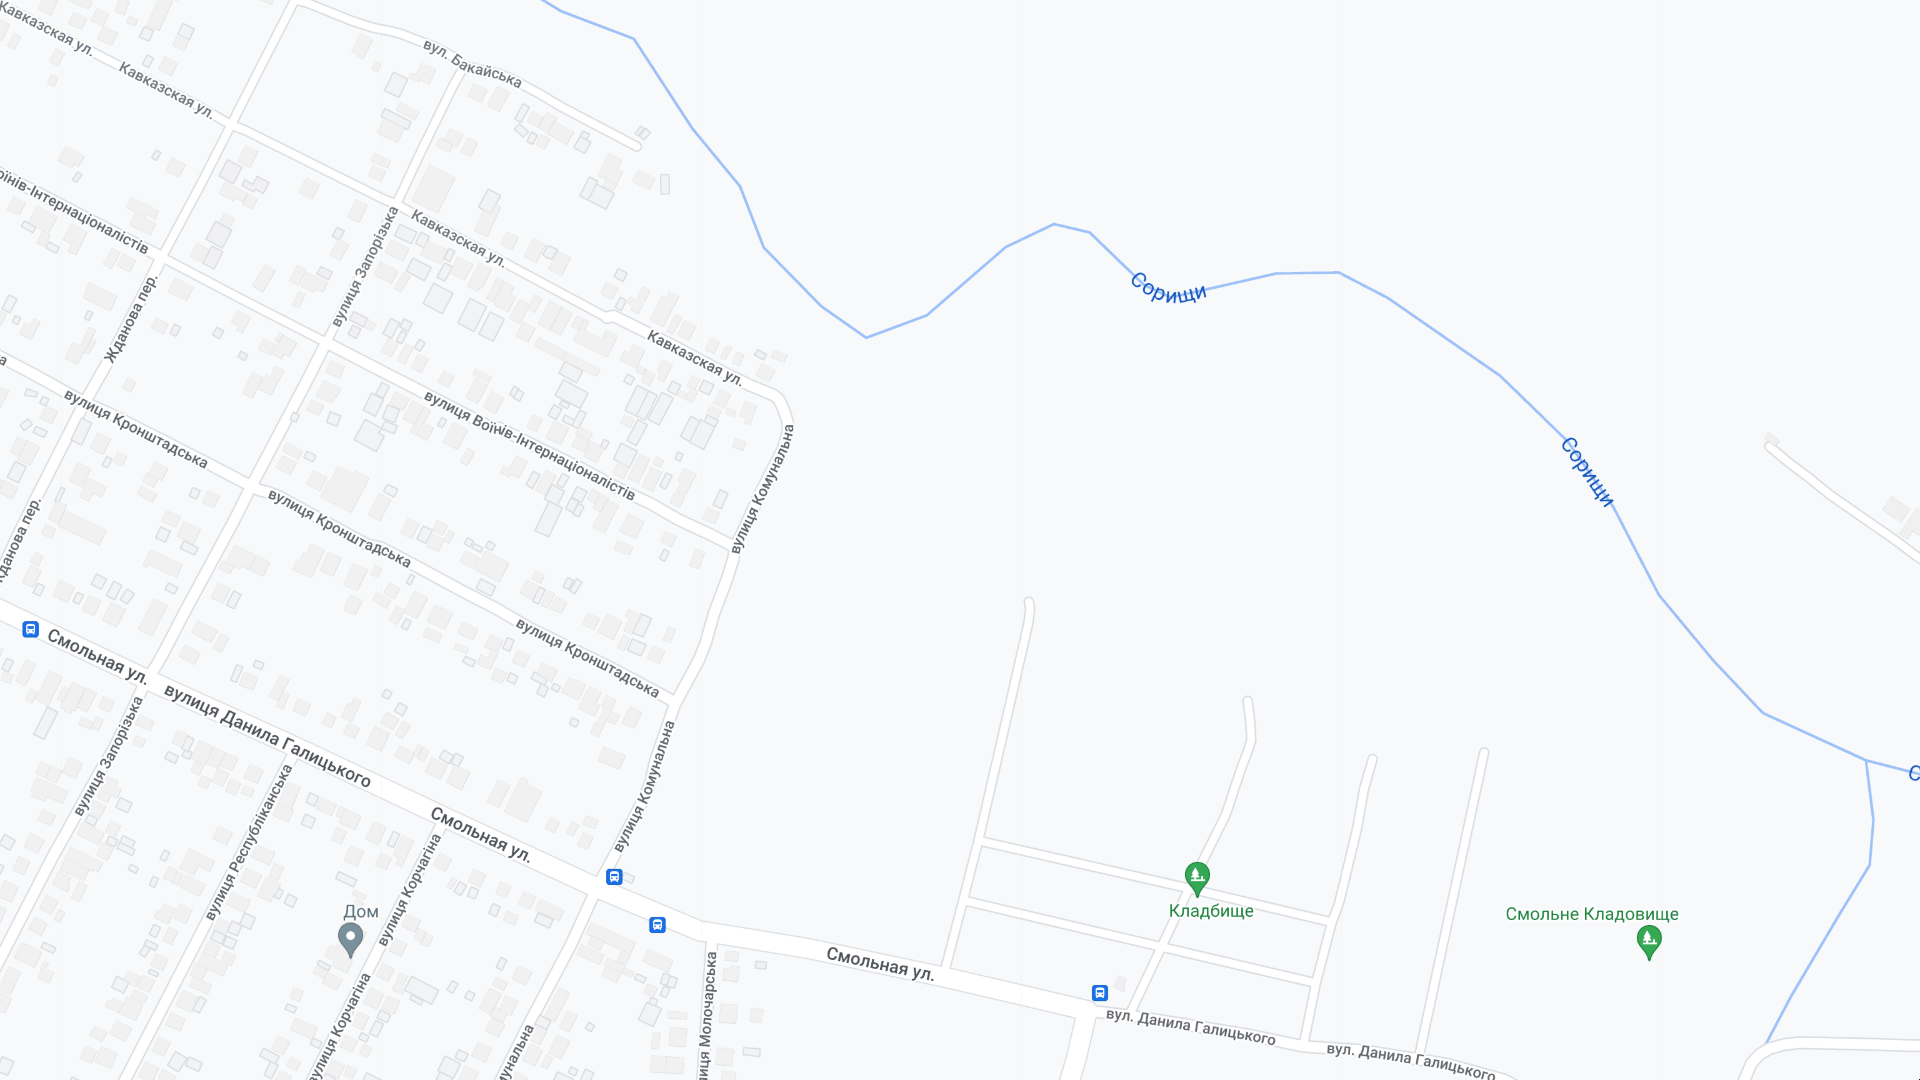 Кавказская ул.
вул. Бакайська
Кавказская ул.
Воїнів-Інтернаціоналістів
вулиця Запорізька
Кавказская ул.
Сорищи
Жданова пер.
Кавказская ул.
вулиця Кронштадська
вулиця Воїнів-Інтернаціоналістів
вулиця Комунальна
Сорищи
вулиця Кронштадська
Жданова пер.
вулиця Кронштадська
Смольная ул.
вулиця Данила Галицького
вулиця Запорізька
вулиця Комунальна
вулиця Республіканська
Смольная ул.
вулиця Корчагіна
Дом
Кладбище
Смольне Кладовище
Смольная ул.
вулиця Корчагіна
вул. Данила Галицького
вул. Данила Галицького